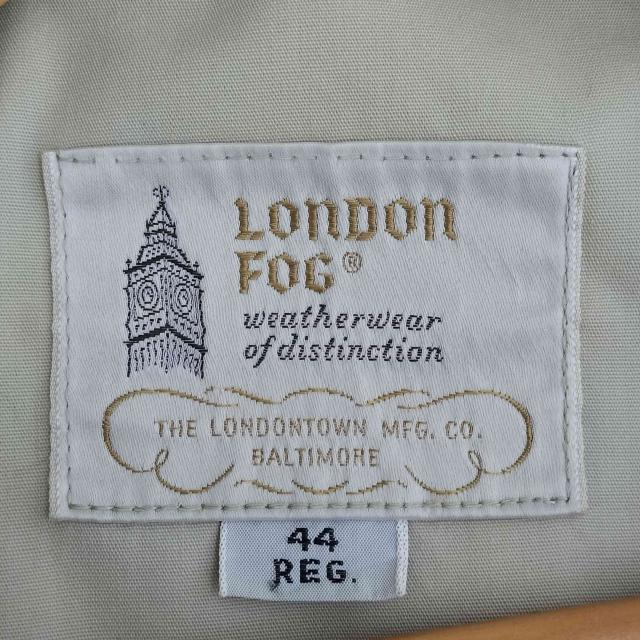 LONDON
FOG®
weatherwear
of distinction
THE LONDONTOWN MFG. CO.
BALTIMORE
44
REG.